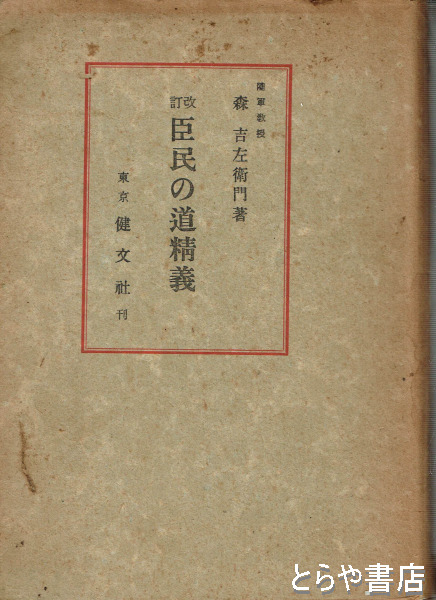 陸軍教授
森吉左衛門著
改訂
臣民の道精義
東京 健文社刊
とらや書店